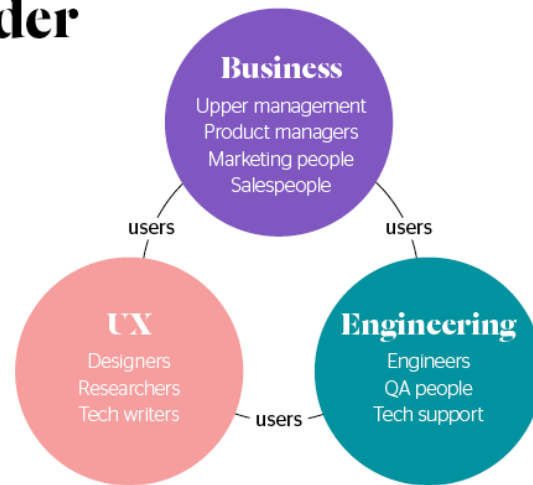 der
Business
Upper management
Product managers
Marketing people
Salespeople
users
users
UX
Designers
Researchers
Tech writers
Engineering
Engineers
QA people
Tech support
users